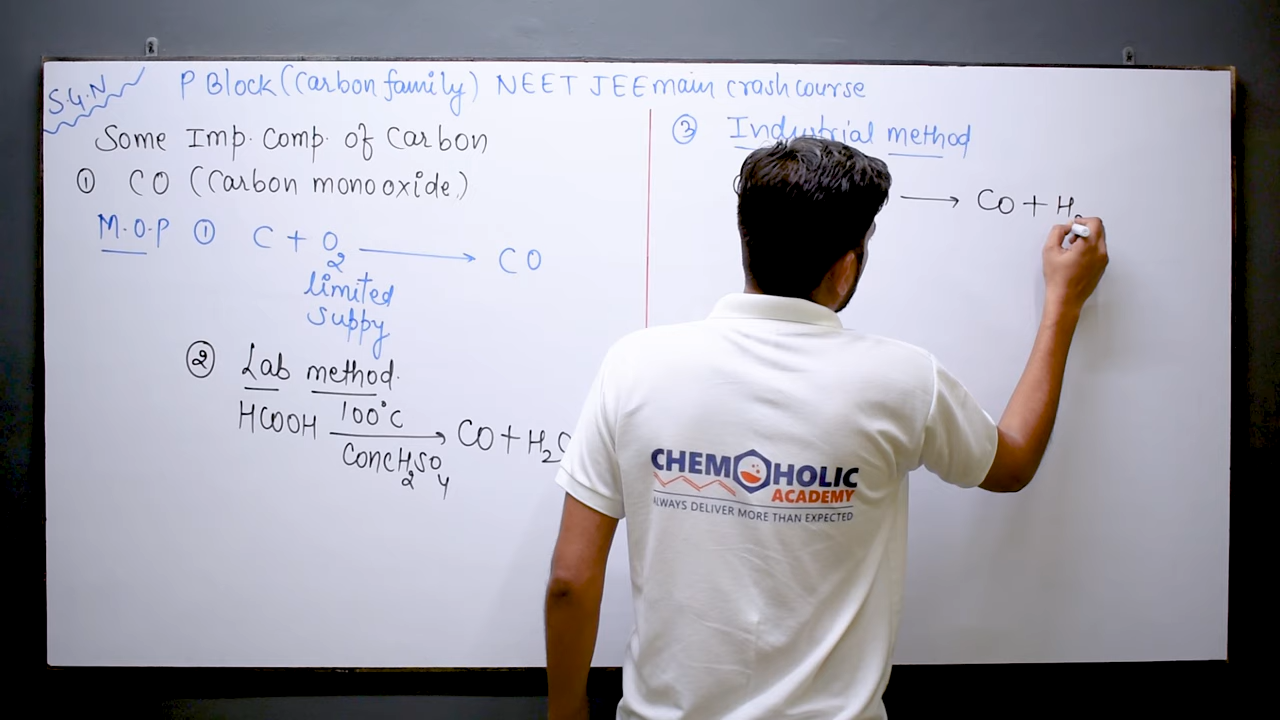 S.G.N
P Block (Carbon family) NEET JEE main crash course
Some Imp. Comp. of Carbon
① CO (Carbon monooxide)
M.O.P ① C + O₂ ⟶ CO
limited
suppy
② Lab method.
HCOOH 100°C ⟶ CO + H₂O
Conc H₂SO₄
③ Industrial method
⟶ CO + H₂
CHEMOHOLIC
ACADEMY
ALWAYS DELIVER MORE THAN EXPECTED